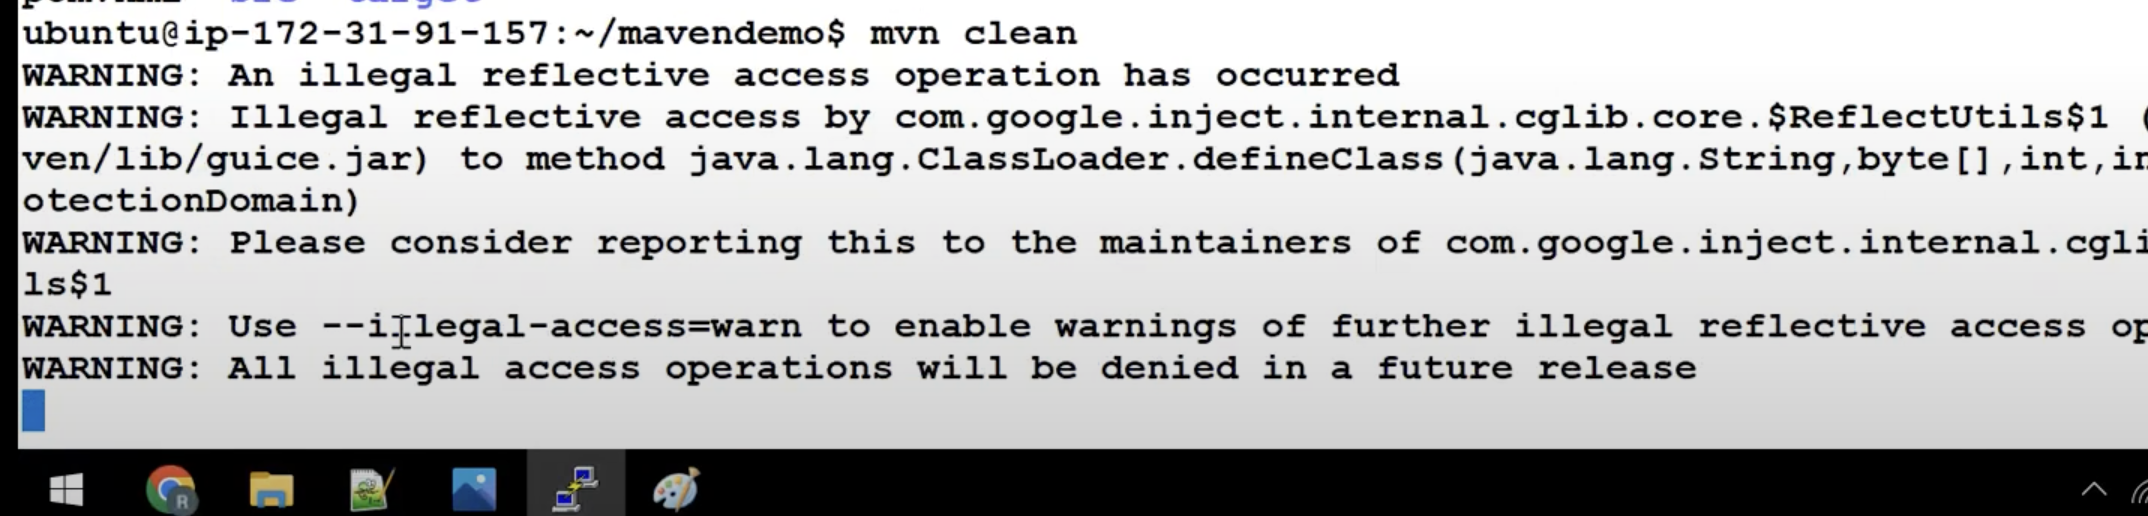 ubuntu@ip-172-31-91-157:~/mavendemo$ mvn clean
WARNING: An illegal reflective access operation has occurred
WARNING: Illegal reflective access by com.google.inject.internal.cglib.core.$ReflectUtils$1 (
ven/lib/guice.jar) to method java.lang.ClassLoader.defineClass(java.lang.String,byte[],int,in
otectionDomain)
WARNING: Please consider reporting this to the maintainers of com.google.inject.internal.cgli
ls$1
WARNING: Use --illegal-access=warn to enable warnings of further illegal reflective access op
WARNING: All illegal access operations will be denied in a future release
R